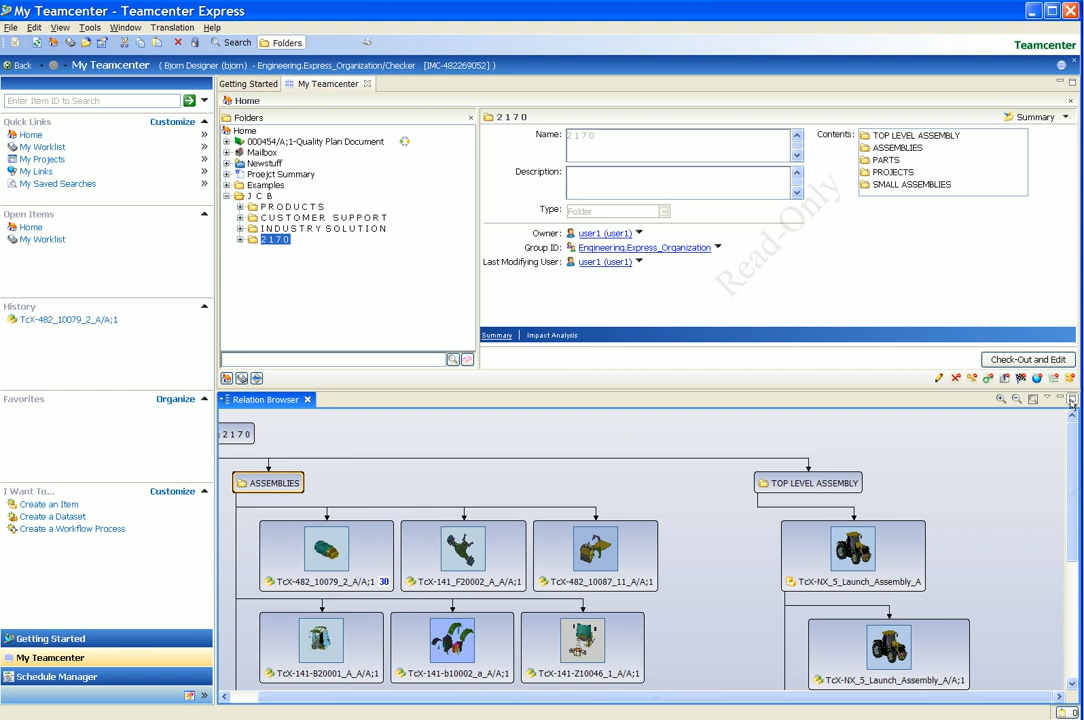 My Teamcenter - Teamcenter Express
File Edit View Tools Window Translation Help
Search Folders
Teamcenter
Back My Teamcenter ( Bjorn Designer (bjorn) - Engineering.Express_Organization/Checker [IMC-482269052] )
Enter Item ID to Search
Quick Links Customize
Home
My Worklist
My Projects
My Links
My Saved Searches
Open Items
Home
My Worklist
History
TcX-482_10079_2_A/A;1
Favorites Organize
I Want To... Customize
Create an Item
Create a Dataset
Create a Workflow Process
Getting Started
My Teamcenter
Schedule Manager
Getting Started My Teamcenter
Home
Folders
Home
000454/A;1-Quality Plan Document
Mailbox
Newstuff
Proejct Summary
Examples
J C B
P R O D U C T S
C U S T O M E R S U P P O R T
I N D U S T R Y S O L U T I O N
2 1 7 0
2 1 7 0 Summary
Name: 2 1 7 0
Description:
Type: Folder
Owner: user1 (user1)
Group ID: Engineering.Express_Organization
Last Modifying User: user1 (user1)
Contents: TOP LEVEL ASSEMBLY
ASSEMBLIES
PARTS
PROJECTS
SMALL ASSEMBLIES
Read-Only
Summary Impact Analysis
Check-Out and Edit
Relation Browser
2 1 7 0
ASSEMBLIES TOP LEVEL ASSEMBLY
TcX-482_10079_2_A/A;1 30 TcX-141_F20002_A_A/A;1 TcX-482_10087_11_A/A;1 TcX-NX_5_Launch_Assembly_A
TcX-141-B20001_A_A/A;1 TcX-141-b10002_a_A/A;1 TcX-141-Z10046_1_A/A;1 TcX-NX_5_Launch_Assembly_A/A;1
0